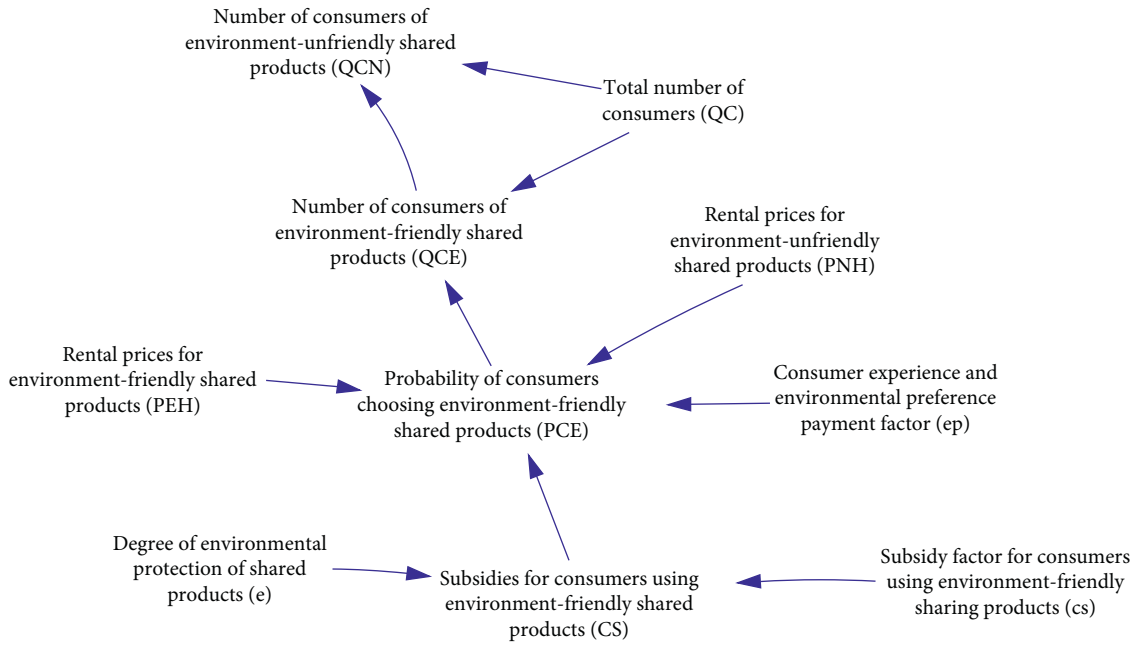 Number of consumers of
environment-unfriendly shared
products (QCN)
Total number of
consumers (QC)
Number of consumers of
environment-friendly shared
products (QCE)
Rental prices for
environment-unfriendly
shared products (PNH)
Rental prices for
environment-friendly shared
products (PEH)
Probability of consumers
choosing environment-friendly
shared products (PCE)
Consumer experience and
environmental preference
payment factor (ep)
Degree of environmental
protection of shared
products (e)
Subsidies for consumers using
environment-friendly shared
products (CS)
Subsidy factor for consumers
using environment-friendly
sharing products (cs)